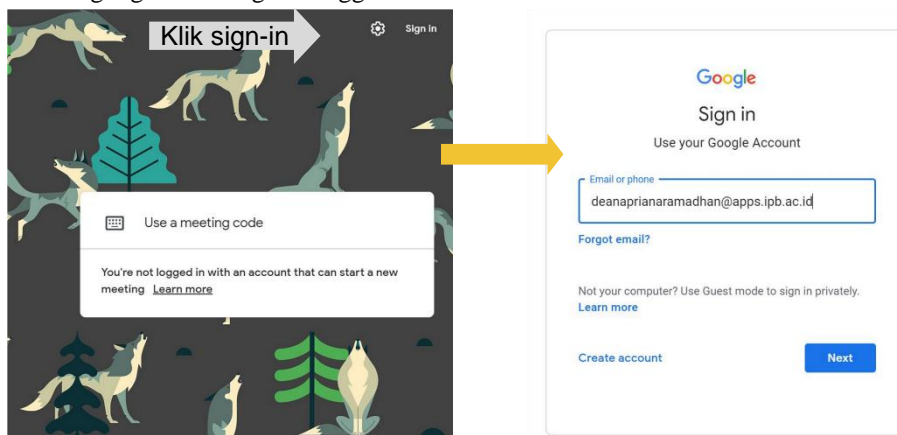 Klik sign-in
Sign in
Use a meeting code
You're not logged in with an account that can start a new
meeting Learn more
Google
Sign in
Use your Google Account
Email or phone
deanaprianaramadhan@apps.ipb.ac.id
Forgot email?
Not your computer? Use Guest mode to sign in privately.
Learn more
Create account
Next